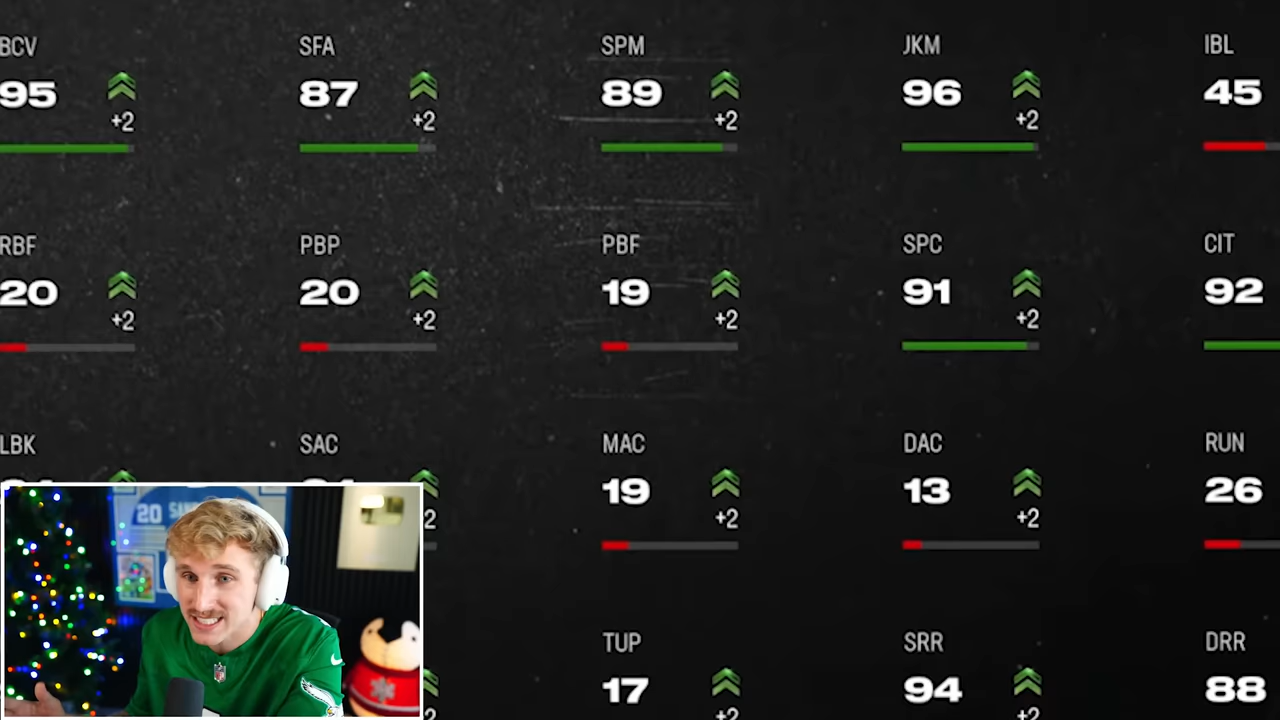 BCV SFA SPM JKM IBL
95 87 89 96 45
+2 +2 +2 +2
RBF PBP PBF SPC CIT
20 20 19 91 92
+2 +2 +2 +2
LBK SAC MAC DAC RUN
19 13 26
+2 +2
TUP SRR DRR
17 94 88
+2 +2
20